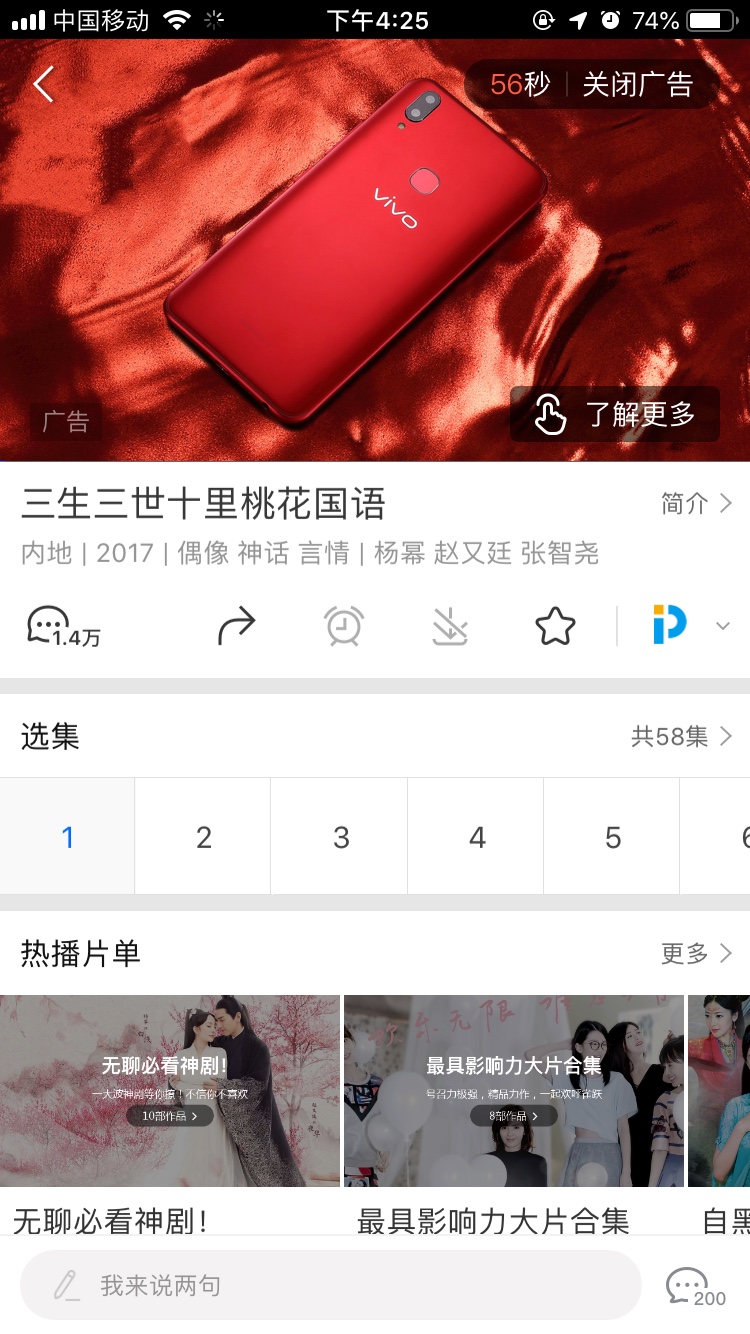 中国移动 下午4:25 74%
56秒 | 关闭广告
vivo
广告
了解更多
三生三世十里桃花国语 简介
内地 | 2017 | 偶像 神话 言情 | 杨幂 赵又廷 张智尧
1.4万
选集 共58集
1 2 3 4 5 6
热播片单 更多
无聊必看神剧！
一大波神剧等你撩！不信你不喜欢
10部作品
最具影响力大片合集
号召力极强，精品力作，一起欢呼雀跃
8部作品
无聊必看神剧！ 最具影响力大片合集 自黑
我来说两句 200